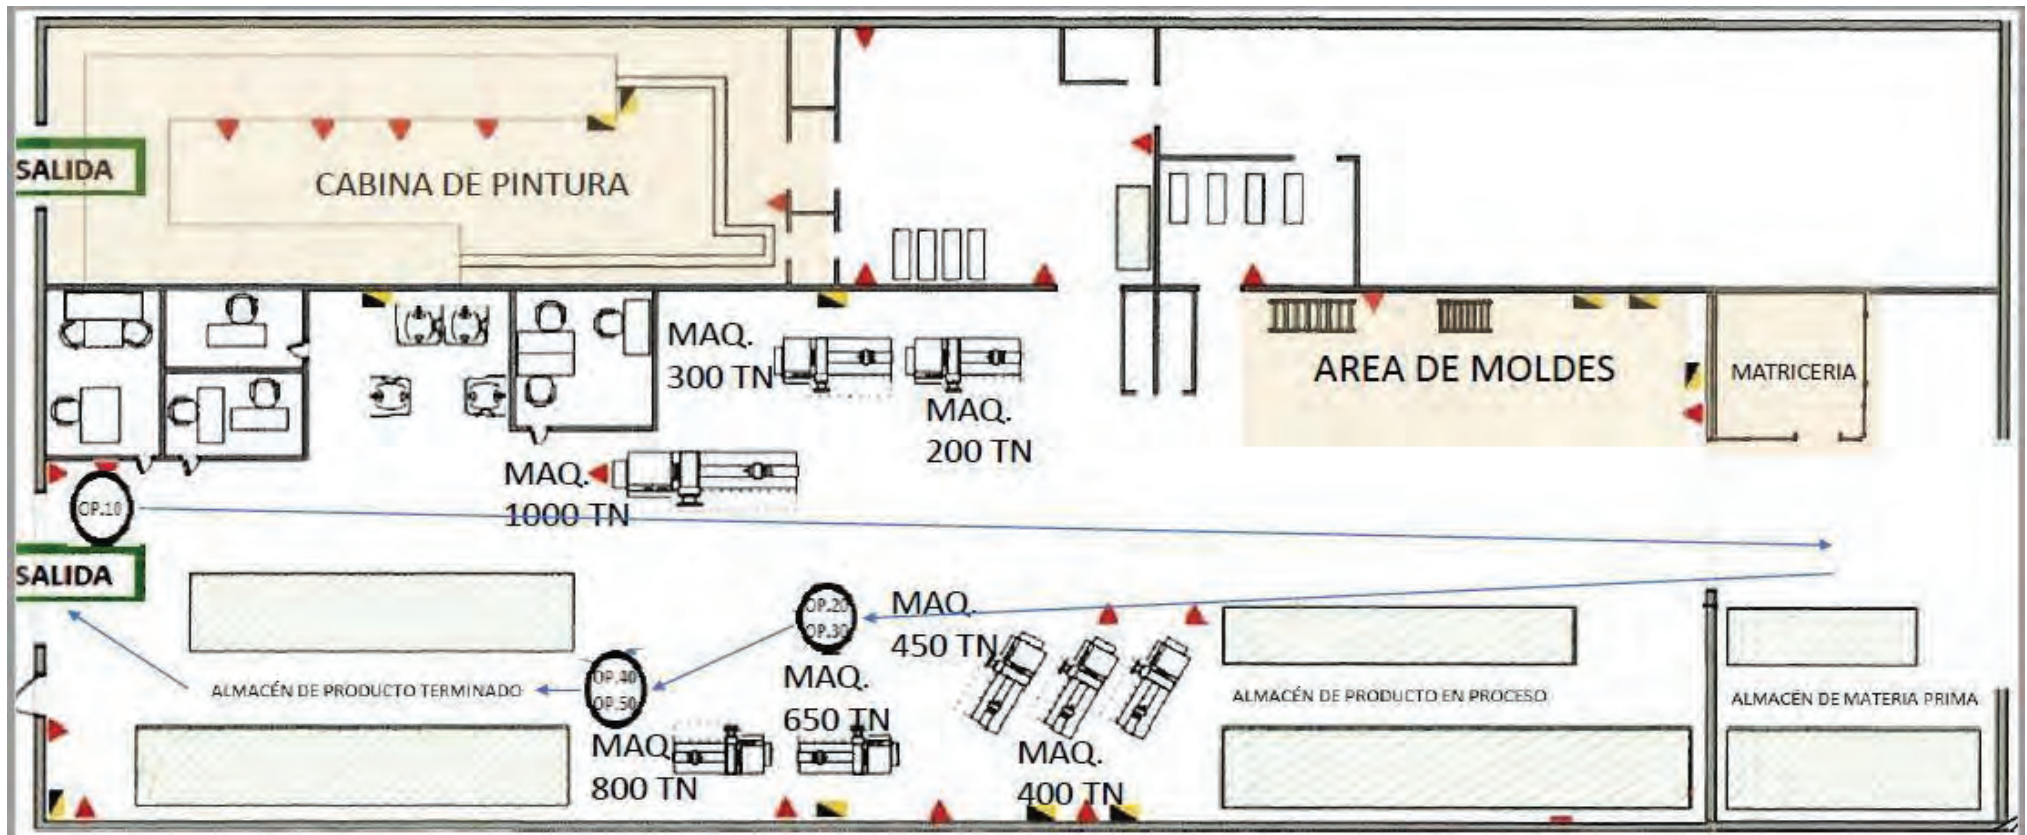 SALIDA
CABINA DE PINTURA
MAQ.
300 TN
MAQ.
200 TN
AREA DE MOLDES
MATRICERIA
MAQ.
1000 TN
OP.10
SALIDA
OP.20
OP.30
MAQ.
450 TN
OP.40
OP.50
MAQ.
650 TN
ALMACÉN DE PRODUCTO TERMINADO
ALMACÉN DE PRODUCTO EN PROCESO
ALMACÉN DE MATERIA PRIMA
MAQ.
800 TN
MAQ.
400 TN